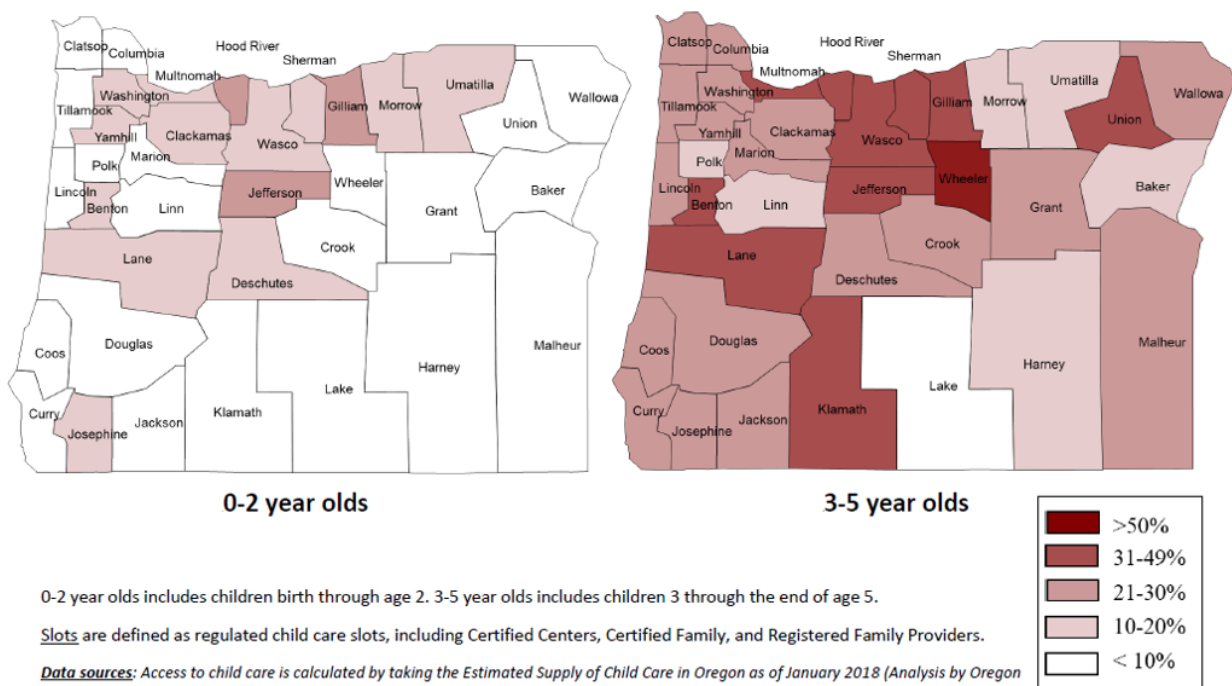 Clatsop
Columbia
Hood River
Sherman
Multnomah
Umatilla
Wallowa
Washington
Tillamook
Gilliam
Morrow
Union
Yamhill
Clackamas
Wasco
Marion
Polk
Wheeler
Baker
Lincoln
Jefferson
Benton
Linn
Grant
Crook
Lane
Deschutes
Douglas
Malheur
Coos
Harney
Lake
Curry
Klamath
Jackson
Josephine
0-2 year olds
Clatsop
Columbia
Hood River
Sherman
Multnomah
Umatilla
Wallowa
Washington
Tillamook
Gilliam
Morrow
Union
Yamhill
Clackamas
Wasco
Marion
Polk
Wheeler
Baker
Lincoln
Jefferson
Benton
Linn
Grant
Crook
Lane
Deschutes
Douglas
Malheur
Coos
Harney
Lake
Curry
Klamath
Jackson
Josephine
3-5 year olds
>50%
31-49%
21-30%
10-20%
< 10%
0-2 year olds includes children birth through age 2. 3-5 year olds includes children 3 through the end of age 5.
Slots are defined as regulated child care slots, including Certified Centers, Certified Family, and Registered Family Providers.
Data sources: Access to child care is calculated by taking the Estimated Supply of Child Care in Oregon as of January 2018 (Analysis by Oregon